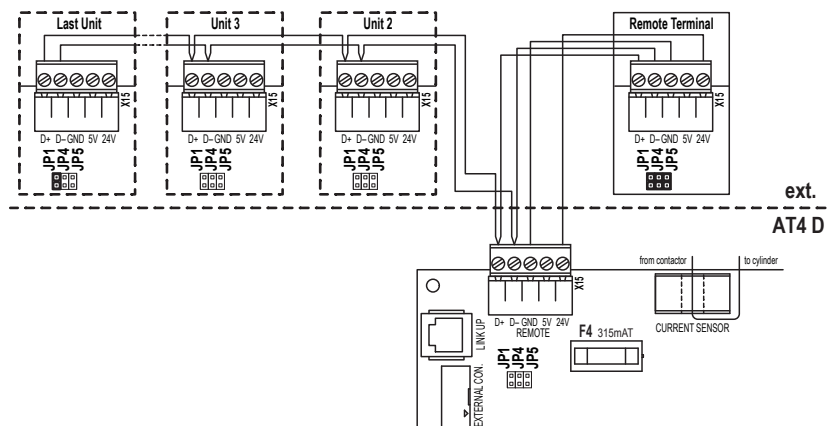 Last Unit
Unit 3
Unit 2
Remote Terminal
X15
X15
X15
X15
D+ D– GND 5V 24V
D+ D– GND 5V 24V
D+ D– GND 5V 24V
D+ D– GND 5V 24V
JP1
JP4
JP5
JP1
JP4
JP5
JP1
JP4
JP5
JP1
JP4
JP5
ext.
AT4 D
from contactor
to cylinder
X15
D+ D– GND 5V 24V
REMOTE
LINK UP
F4 315mAT
CURRENT SENSOR
JP1
JP4
JP5
EXTERNAL CON.